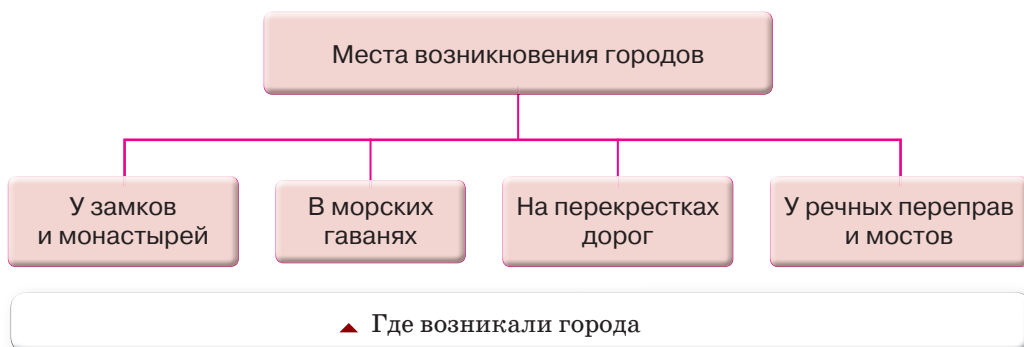 Места возникновения городов
У замков
и монастырей
В морских
гаванях
На перекрестках
дорог
У речных переправ
и мостов
Где возникали города